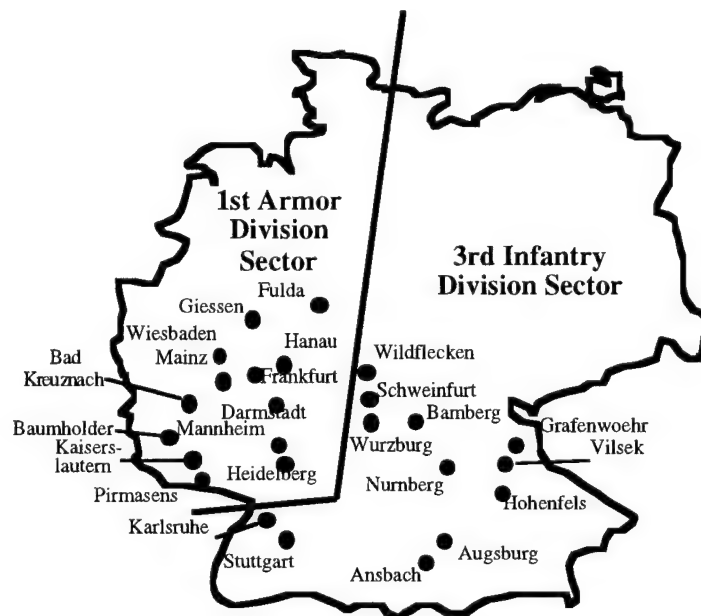 1st Armor
Division
Sector
3rd Infantry
Division Sector
Fulda
Giessen
Wiesbaden
Hanau
Mainz
Bad
Kreuznach
Frankfurt
Wildflecken
Schweinfurt
Darmstadt
Bamberg
Baumholder
Mannheim
Grafenwoehr
Kaisers-
lautern
Wurzburg
Vilsek
Heidelberg
Nurnberg
Pirmasens
Hohenfels
Karlsruhe
Stuttgart
Augsburg
Ansbach